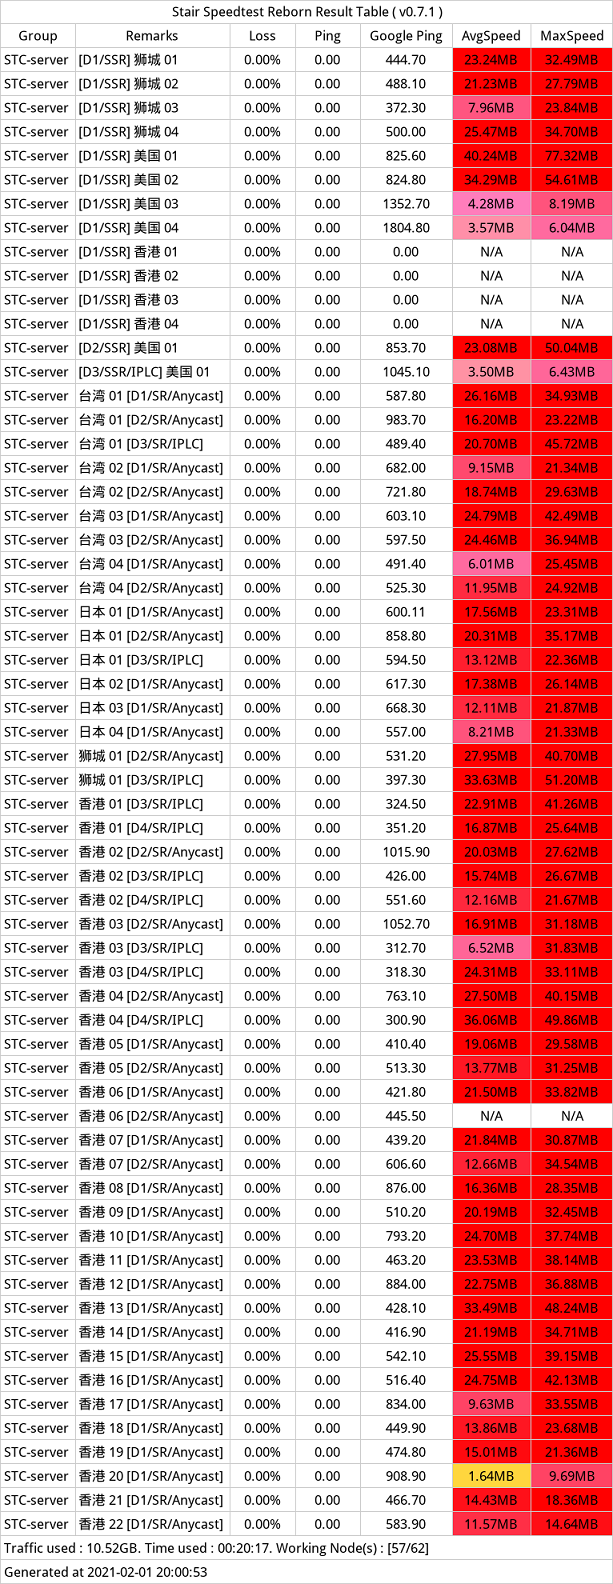 Stair Speedtest Reborn Result Table ( v0.7.1 )
Group Remarks Loss Ping Google Ping AvgSpeed MaxSpeed
STC-server [D1/SSR] 狮城 01 0.00% 0.00 444.70 23.24MB 32.49MB
STC-server [D1/SSR] 狮城 02 0.00% 0.00 488.10 21.23MB 27.79MB
STC-server [D1/SSR] 狮城 03 0.00% 0.00 372.30 7.96MB 23.84MB
STC-server [D1/SSR] 狮城 04 0.00% 0.00 500.00 25.47MB 34.70MB
STC-server [D1/SSR] 美国 01 0.00% 0.00 825.60 40.24MB 77.32MB
STC-server [D1/SSR] 美国 02 0.00% 0.00 824.80 34.29MB 54.61MB
STC-server [D1/SSR] 美国 03 0.00% 0.00 1352.70 4.28MB 8.19MB
STC-server [D1/SSR] 美国 04 0.00% 0.00 1804.80 3.57MB 6.04MB
STC-server [D1/SSR] 香港 01 0.00% 0.00 0.00 N/A N/A
STC-server [D1/SSR] 香港 02 0.00% 0.00 0.00 N/A N/A
STC-server [D1/SSR] 香港 03 0.00% 0.00 0.00 N/A N/A
STC-server [D1/SSR] 香港 04 0.00% 0.00 0.00 N/A N/A
STC-server [D2/SSR] 美国 01 0.00% 0.00 853.70 23.08MB 50.04MB
STC-server [D3/SSR/IPLC] 美国 01 0.00% 0.00 1045.10 3.50MB 6.43MB
STC-server 台湾 01 [D1/SR/Anycast] 0.00% 0.00 587.80 26.16MB 34.93MB
STC-server 台湾 01 [D2/SR/Anycast] 0.00% 0.00 983.70 16.20MB 23.22MB
STC-server 台湾 01 [D3/SR/IPLC] 0.00% 0.00 489.40 20.70MB 45.72MB
STC-server 台湾 02 [D1/SR/Anycast] 0.00% 0.00 682.00 9.15MB 21.34MB
STC-server 台湾 02 [D2/SR/Anycast] 0.00% 0.00 721.80 18.74MB 29.63MB
STC-server 台湾 03 [D1/SR/Anycast] 0.00% 0.00 603.10 24.79MB 42.49MB
STC-server 台湾 03 [D2/SR/Anycast] 0.00% 0.00 597.50 24.46MB 36.94MB
STC-server 台湾 04 [D1/SR/Anycast] 0.00% 0.00 491.40 6.01MB 25.45MB
STC-server 台湾 04 [D2/SR/Anycast] 0.00% 0.00 525.30 11.95MB 24.92MB
STC-server 日本 01 [D1/SR/Anycast] 0.00% 0.00 600.11 17.56MB 23.31MB
STC-server 日本 01 [D2/SR/Anycast] 0.00% 0.00 858.80 20.31MB 35.17MB
STC-server 日本 01 [D3/SR/IPLC] 0.00% 0.00 594.50 13.12MB 22.36MB
STC-server 日本 02 [D1/SR/Anycast] 0.00% 0.00 617.30 17.38MB 26.14MB
STC-server 日本 03 [D1/SR/Anycast] 0.00% 0.00 668.30 12.11MB 21.87MB
STC-server 日本 04 [D1/SR/Anycast] 0.00% 0.00 557.00 8.21MB 21.33MB
STC-server 狮城 01 [D2/SR/Anycast] 0.00% 0.00 531.20 27.95MB 40.70MB
STC-server 狮城 01 [D3/SR/IPLC] 0.00% 0.00 397.30 33.63MB 51.20MB
STC-server 香港 01 [D3/SR/IPLC] 0.00% 0.00 324.50 22.91MB 41.26MB
STC-server 香港 01 [D4/SR/IPLC] 0.00% 0.00 351.20 16.87MB 25.64MB
STC-server 香港 02 [D2/SR/Anycast] 0.00% 0.00 1015.90 20.03MB 27.62MB
STC-server 香港 02 [D3/SR/IPLC] 0.00% 0.00 426.00 15.74MB 26.67MB
STC-server 香港 02 [D4/SR/IPLC] 0.00% 0.00 551.60 12.16MB 21.67MB
STC-server 香港 03 [D2/SR/Anycast] 0.00% 0.00 1052.70 16.91MB 31.18MB
STC-server 香港 03 [D3/SR/IPLC] 0.00% 0.00 312.70 6.52MB 31.83MB
STC-server 香港 03 [D4/SR/IPLC] 0.00% 0.00 318.30 24.31MB 33.11MB
STC-server 香港 04 [D2/SR/Anycast] 0.00% 0.00 763.10 27.50MB 40.15MB
STC-server 香港 04 [D4/SR/IPLC] 0.00% 0.00 300.90 36.06MB 49.86MB
STC-server 香港 05 [D1/SR/Anycast] 0.00% 0.00 410.40 19.06MB 29.58MB
STC-server 香港 05 [D2/SR/Anycast] 0.00% 0.00 513.30 13.77MB 31.25MB
STC-server 香港 06 [D1/SR/Anycast] 0.00% 0.00 421.80 21.50MB 33.82MB
STC-server 香港 06 [D2/SR/Anycast] 0.00% 0.00 445.50 N/A N/A
STC-server 香港 07 [D1/SR/Anycast] 0.00% 0.00 439.20 21.84MB 30.87MB
STC-server 香港 07 [D2/SR/Anycast] 0.00% 0.00 606.60 12.66MB 34.54MB
STC-server 香港 08 [D1/SR/Anycast] 0.00% 0.00 876.00 16.36MB 28.35MB
STC-server 香港 09 [D1/SR/Anycast] 0.00% 0.00 510.20 20.19MB 32.45MB
STC-server 香港 10 [D1/SR/Anycast] 0.00% 0.00 793.20 24.70MB 37.74MB
STC-server 香港 11 [D1/SR/Anycast] 0.00% 0.00 463.20 23.53MB 38.14MB
STC-server 香港 12 [D1/SR/Anycast] 0.00% 0.00 884.00 22.75MB 36.88MB
STC-server 香港 13 [D1/SR/Anycast] 0.00% 0.00 428.10 33.49MB 48.24MB
STC-server 香港 14 [D1/SR/Anycast] 0.00% 0.00 416.90 21.19MB 34.71MB
STC-server 香港 15 [D1/SR/Anycast] 0.00% 0.00 542.10 25.55MB 39.15MB
STC-server 香港 16 [D1/SR/Anycast] 0.00% 0.00 516.40 24.75MB 42.13MB
STC-server 香港 17 [D1/SR/Anycast] 0.00% 0.00 834.00 9.63MB 33.55MB
STC-server 香港 18 [D1/SR/Anycast] 0.00% 0.00 449.90 13.86MB 23.68MB
STC-server 香港 19 [D1/SR/Anycast] 0.00% 0.00 474.80 15.01MB 21.36MB
STC-server 香港 20 [D1/SR/Anycast] 0.00% 0.00 908.90 1.64MB 9.69MB
STC-server 香港 21 [D1/SR/Anycast] 0.00% 0.00 466.70 14.43MB 18.36MB
STC-server 香港 22 [D1/SR/Anycast] 0.00% 0.00 583.90 11.57MB 14.64MB
Traffic used : 10.52GB. Time used : 00:20:17. Working Node(s) : [57/62]
Generated at 2021-02-01 20:00:53